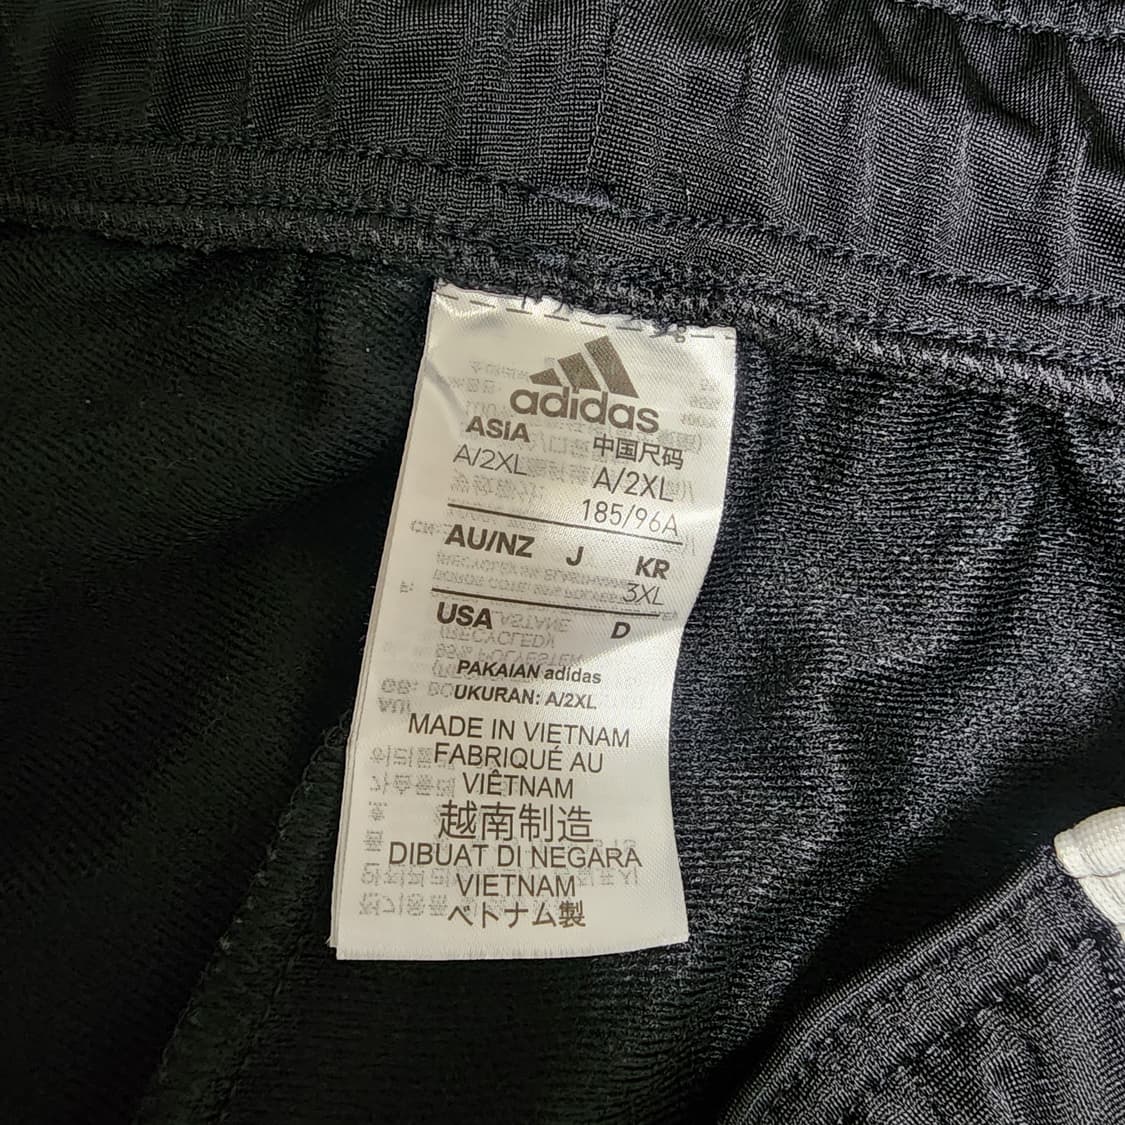 adidas
ASIA 中国尺码
A/2XL A/2XL
185/96A
AU/NZ J KR
3XL
USA D
PAKAIAN adidas
UKURAN: A/2XL
MADE IN VIETNAM
FABRIQUÉ AU
VIÊTNAM
越南制造
DIBUAT DI NEGARA
VIETNAM
ベトナム製